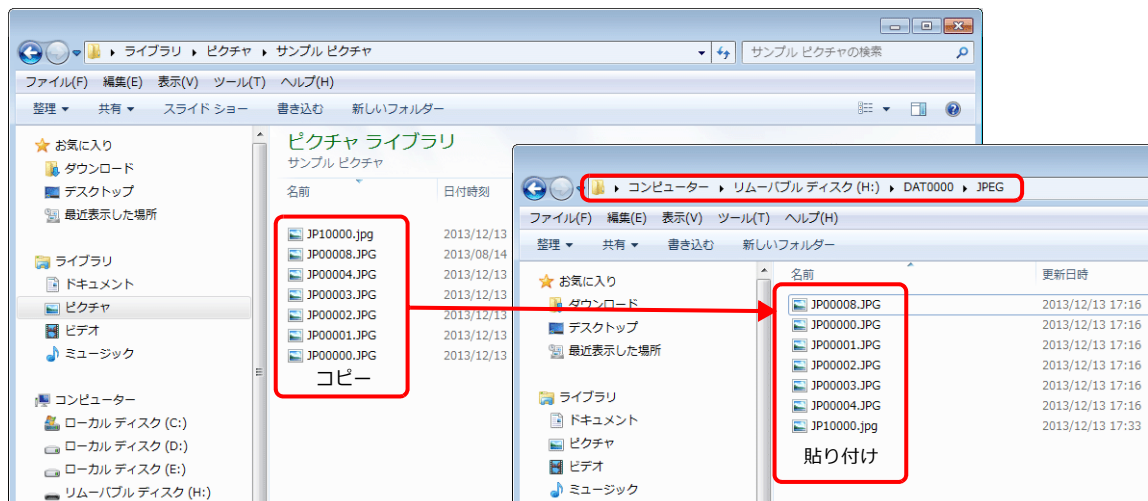 ライブラリ ▸ ピクチャ ▸ サンプル ピクチャ
サンプル ピクチャの検索
ファイル(F) 編集(E) 表示(V) ツール(T) ヘルプ(H)
整理 ▼ 共有 ▼ スライド ショー 書き込む 新しいフォルダー
お気に入り
ダウンロード
デスクトップ
最近表示した場所
ライブラリ
ドキュメント
ピクチャ
ビデオ
ミュージック
コンピューター
ローカル ディスク (C:)
ローカル ディスク (D:)
ローカル ディスク (E:)
リムーバブル ディスク (H:)
ピクチャ ライブラリ
サンプル ピクチャ
名前 日付時刻
JP10000.jpg 2013/12/13
JP00008.JPG 2013/08/14
JP00004.JPG 2013/12/13
JP00003.JPG 2013/12/13
JP00002.JPG 2013/12/13
JP00001.JPG 2013/12/13
JP00000.JPG 2013/12/13
コピー
コンピューター ▸ リムーバブル ディスク (H:) ▸ DAT0000 ▸ JPEG
ファイル(F) 編集(E) 表示(V) ツール(T) ヘルプ(H)
整理 ▼ 共有 ▼ 書き込む 新しいフォルダー
お気に入り
ダウンロード
デスクトップ
最近表示した場所
ライブラリ
ドキュメント
ピクチャ
ビデオ
ミュージック
名前 更新日時
JP00008.JPG 2013/12/13 17:16
JP00000.JPG 2013/12/13 17:16
JP00001.JPG 2013/12/13 17:16
JP00002.JPG 2013/12/13 17:16
JP00003.JPG 2013/12/13 17:16
JP00004.JPG 2013/12/13 17:16
JP10000.jpg 2013/12/13 17:33
貼り付け